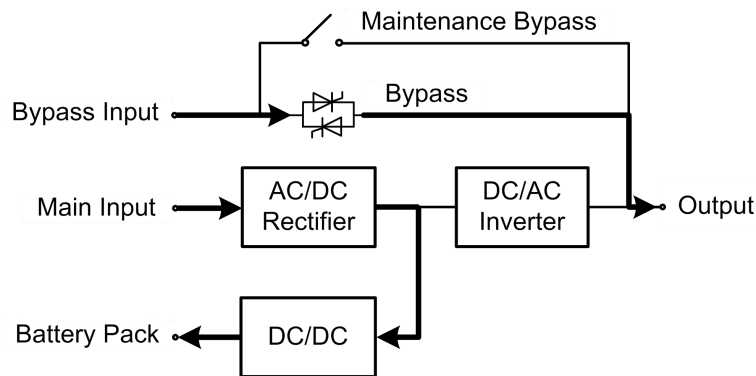 Maintenance Bypass
Bypass Input
Bypass
Main Input
AC/DC
Rectifier
DC/AC
Inverter
Output
Battery Pack
DC/DC